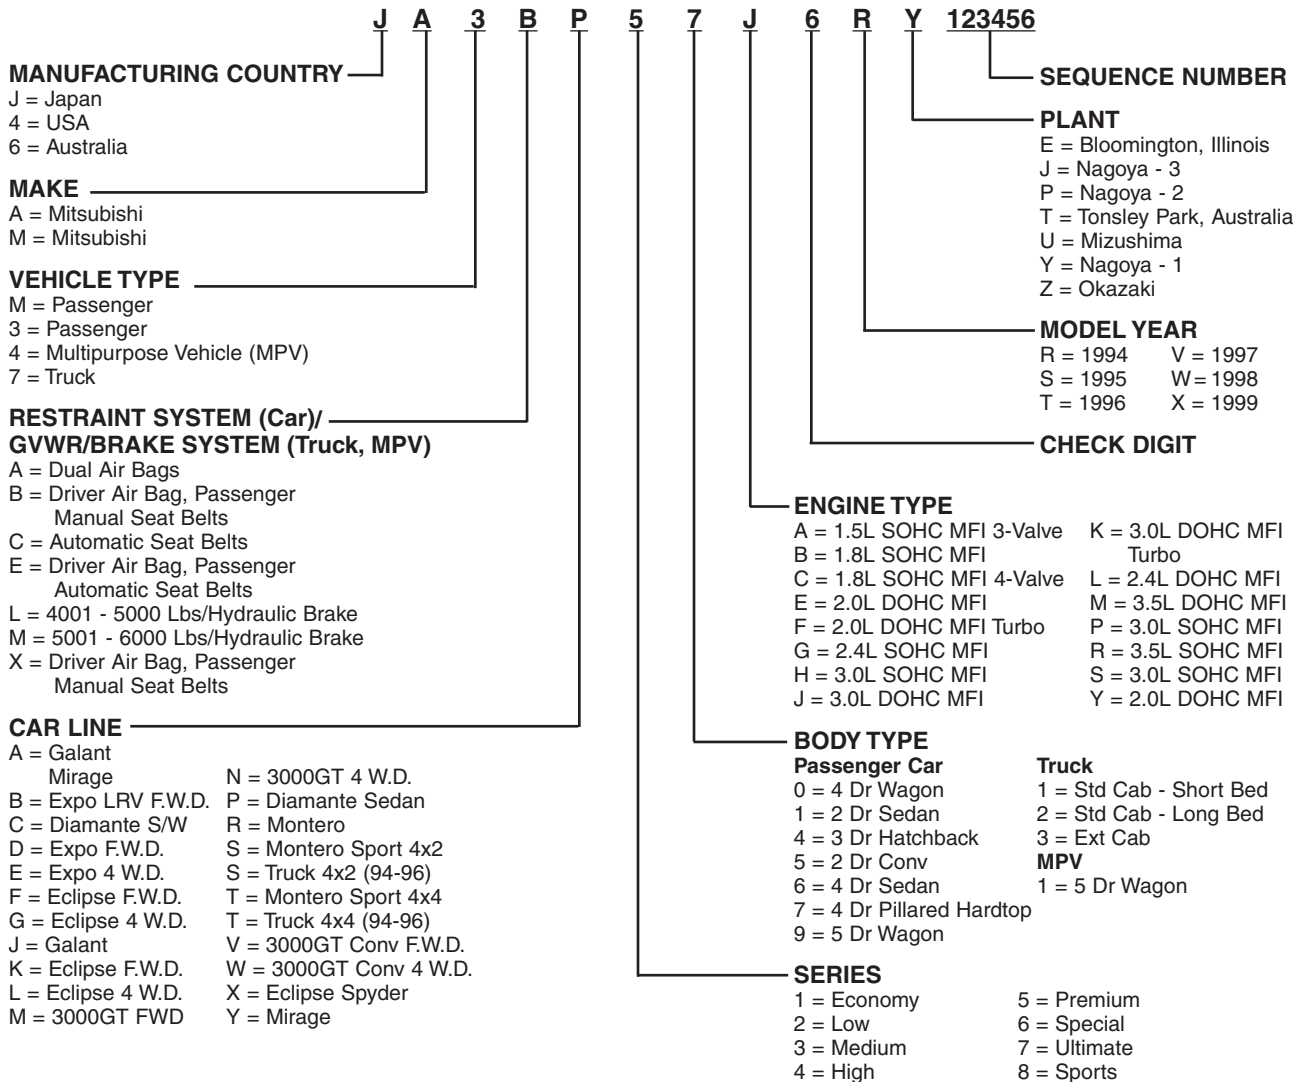 J A 3 B P 5 7 J 6 R Y 123456
MANUFACTURING COUNTRY
J = Japan
4 = USA
6 = Australia
MAKE
A = Mitsubishi
M = Mitsubishi
VEHICLE TYPE
M = Passenger
3 = Passenger
4 = Multipurpose Vehicle (MPV)
7 = Truck
RESTRAINT SYSTEM (Car)/
GVWR/BRAKE SYSTEM (Truck, MPV)
A = Dual Air Bags
B = Driver Air Bag, Passenger
Manual Seat Belts
C = Automatic Seat Belts
E = Driver Air Bag, Passenger
Automatic Seat Belts
L = 4001 - 5000 Lbs/Hydraulic Brake
M = 5001 - 6000 Lbs/Hydraulic Brake
X = Driver Air Bag, Passenger
Manual Seat Belts
CAR LINE
A = Galant
Mirage
B = Expo LRV F.W.D.
C = Diamante S/W
D = Expo F.W.D.
E = Expo 4 W.D.
F = Eclipse F.W.D.
G = Eclipse 4 W.D.
J = Galant
K = Eclipse F.W.D.
L = Eclipse 4 W.D.
M = 3000GT FWD
N = 3000GT 4 W.D.
P = Diamante Sedan
R = Montero
S = Montero Sport 4x2
S = Truck 4x2 (94-96)
T = Montero Sport 4x4
T = Truck 4x4 (94-96)
V = 3000GT Conv F.W.D.
W = 3000GT Conv 4 W.D.
X = Eclipse Spyder
Y = Mirage
SEQUENCE NUMBER
PLANT
E = Bloomington, Illinois
J = Nagoya - 3
P = Nagoya - 2
T = Tonsley Park, Australia
U = Mizushima
Y = Nagoya - 1
Z = Okazaki
MODEL YEAR
R = 1994 V = 1997
S = 1995 W = 1998
T = 1996 X = 1999
CHECK DIGIT
ENGINE TYPE
A = 1.5L SOHC MFI 3-Valve
B = 1.8L SOHC MFI
C = 1.8L SOHC MFI 4-Valve
E = 2.0L DOHC MFI
F = 2.0L DOHC MFI Turbo
G = 2.4L SOHC MFI
H = 3.0L SOHC MFI
J = 3.0L DOHC MFI
K = 3.0L DOHC MFI
Turbo
L = 2.4L DOHC MFI
M = 3.5L DOHC MFI
P = 3.0L SOHC MFI
R = 3.5L SOHC MFI
S = 3.0L SOHC MFI
Y = 2.0L DOHC MFI
BODY TYPE
Passenger Car
0 = 4 Dr Wagon
1 = 2 Dr Sedan
4 = 3 Dr Hatchback
5 = 2 Dr Conv
6 = 4 Dr Sedan
7 = 4 Dr Pillared Hardtop
9 = 5 Dr Wagon
Truck
1 = Std Cab - Short Bed
2 = Std Cab - Long Bed
3 = Ext Cab
MPV
1 = 5 Dr Wagon
SERIES
1 = Economy
2 = Low
3 = Medium
4 = High
5 = Premium
6 = Special
7 = Ultimate
8 = Sports